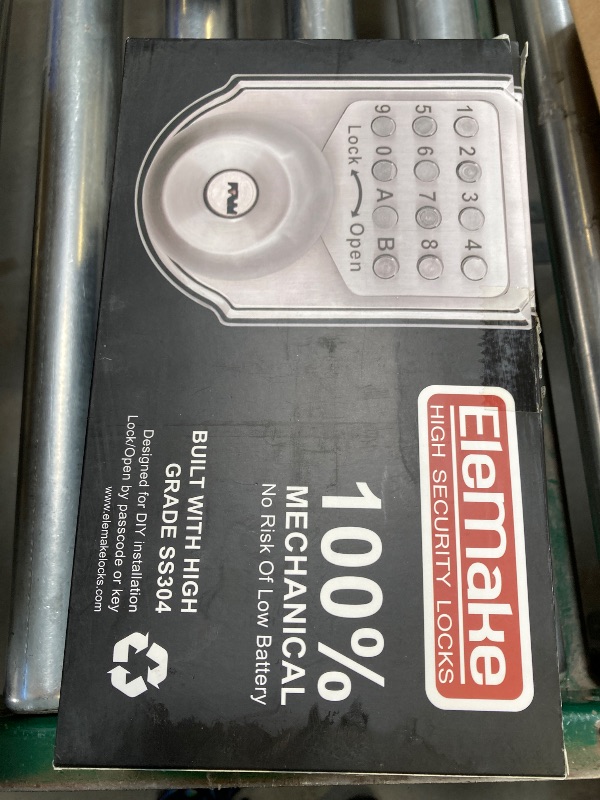 1 2 3 4
5 6 7 8
9 0 A B
Lock Open
Elemake
HIGH SECURITY LOCKS
100%
MECHANICAL
No Risk Of Low Battery
BUILT WITH HIGH
GRADE SS304
Designed for DIY installation
Lock/Open by passcode or key
www.elemakelocks.com